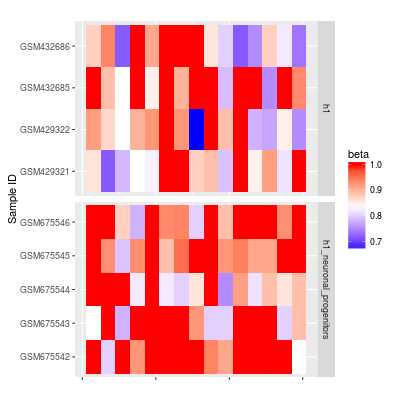 GSM432686
GSM432685
GSM429322
GSM429321
h1
Sample ID
GSM675546
GSM675545
GSM675544
GSM675543
GSM675542
h1_neuronal_progenitors
beta
1.0
0.9
0.8
0.7